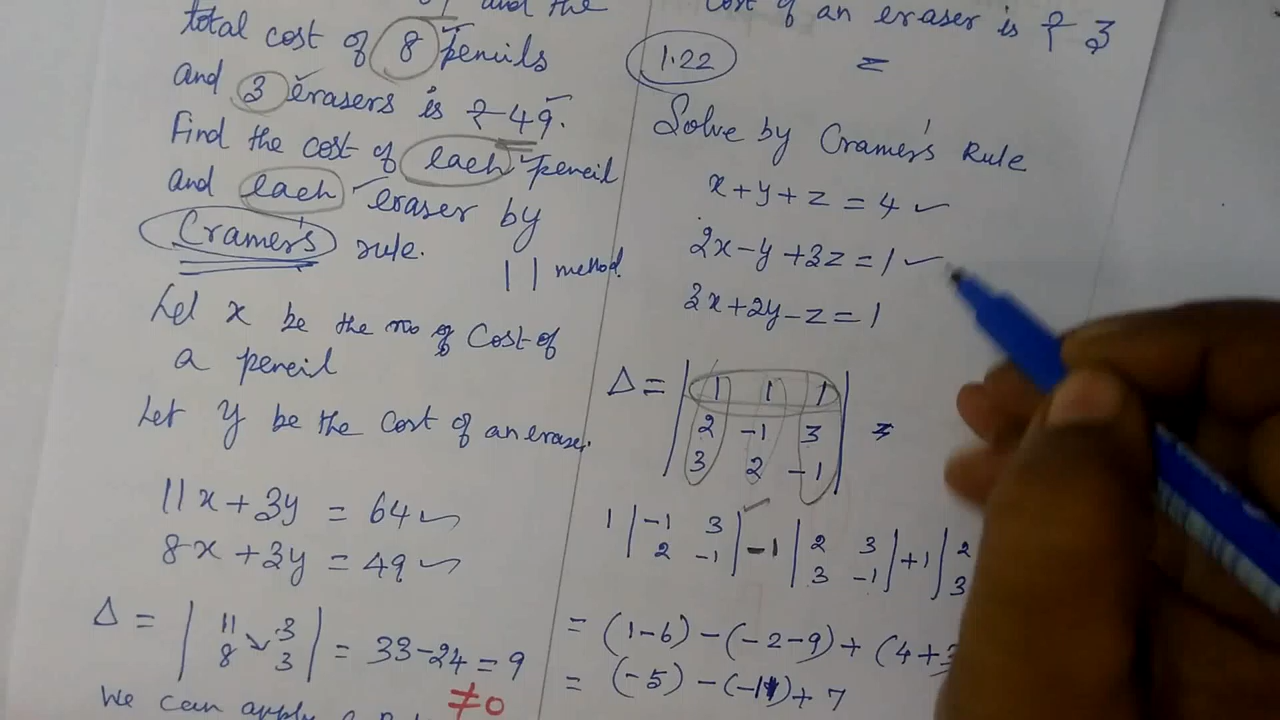 and the
total cost of 8 pencils
and 3 erasers is ₹ 49.
Find the cost of each pencil
and each eraser by
Cramer's rule.
| | method.
Let x be the no of Cost of
a pencil
Let y be the Cost of an eraser.
11x + 3y = 64
8x + 3y = 49
Δ = | 11 3 |
| 8 3 | = 33-24 = 9
≠0
We can apply
cost of an eraser is ₹ 3
1.22
Solve by Cramer's Rule
x+y+z = 4
2x-y+3z = 1
3x+2y-z = 1
Δ = | 1 1 1 |
| 2 -1 3 | =
| 3 2 -1 |
1 | -1 3 | -1 | 2 3 | +1 | 2
| 2 -1 | | 3 -1 | | 3
= (1-6) - (-2-9) + (4+3
= (-5) - (-11) + 7